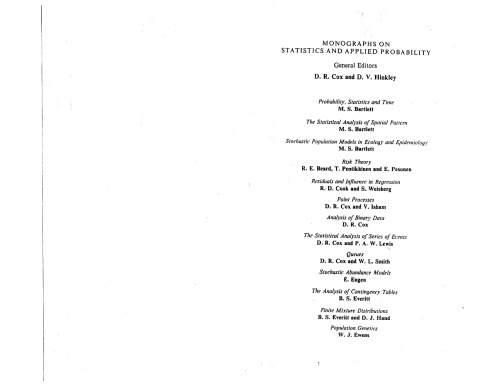 MONOGRAPHS ON
STATISTICS AND APPLIED PROBABILITY
General Editors
D. R. Cox and D. V. Hinkley
Probability, Statistics and Time
M. S. Bartlett
The Statistical Analysis of Spatial Pattern
M. S. Bartlett
Stochastic Population Models in Ecology and Epidemiology
M. S. Bartlett
Risk Theory
R. E. Beard, T. Pentikäinen and E. Pesonen
Residuals and Influence in Regression
R. D. Cook and S. Weisberg
Point Processes
D. R. Cox and V. Isham
Analysis of Binary Data
D. R. Cox
The Statistical Analysis of Series of Events
D. R. Cox and P. A. W. Lewis
Queues
D. R. Cox and W. L. Smith
Stochastic Abundance Models
E. Engen
The Analysis of Contingency Tables
B. S. Everitt
Finite Mixture Distributions
B. S. Everitt and D. J. Hand
Population Genetics
W. J. Ewens